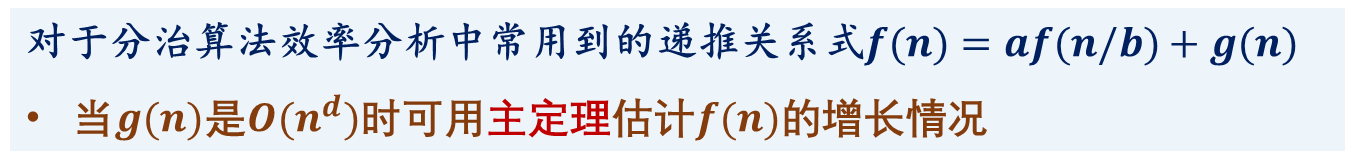 对于分治算法效率分析中常用到的递推关系式f(n) = af(n/b) + g(n)
• 当g(n)是O(n^d)时可用主定理估计f(n)的增长情况